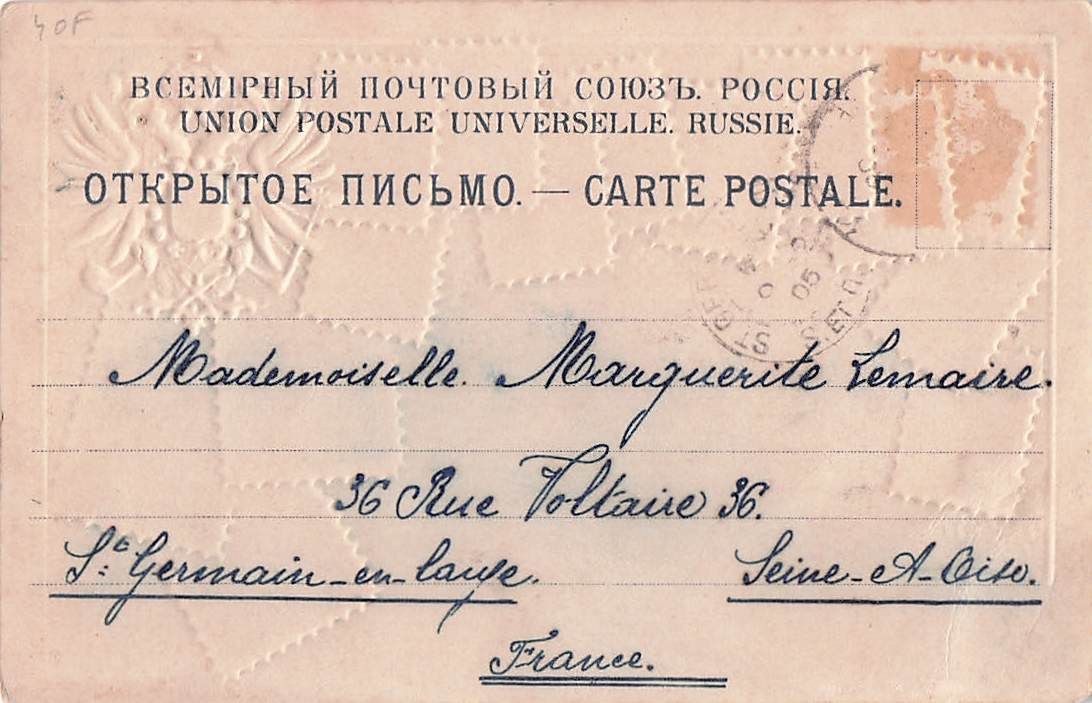 40F
ВСЕМІРНЫЙ ПОЧТОВЫЙ СОЮЗЪ. РОССІЯ.
UNION POSTALE UNIVERSELLE. RUSSIE.
ОТКРЫТОЕ ПИСЬМО. — CARTE POSTALE.
05
ET O
Mademoiselle. Marguerite Lemaire.
36 Rue Voltaire 36.
St Germain-en-Laye. Seine-A-Oise.
France.